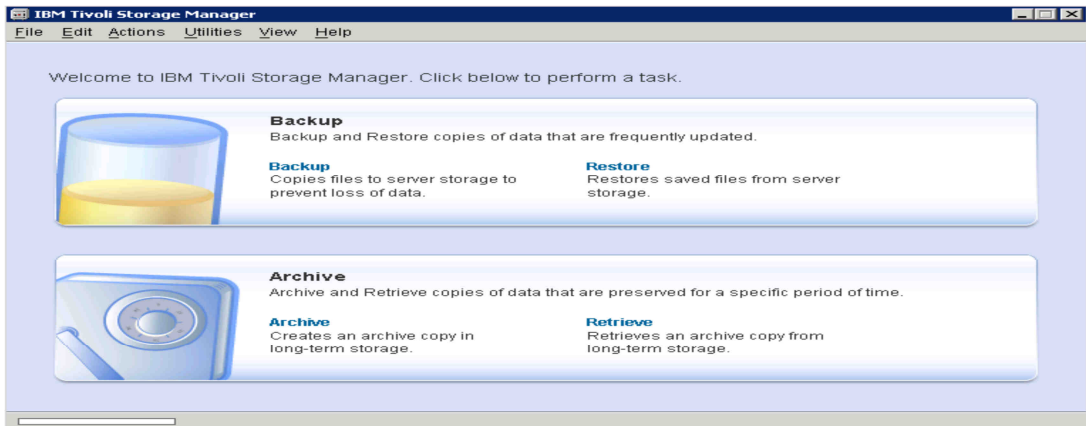 IBM Tivoli Storage Manager
File Edit Actions Utilities View Help
Welcome to IBM Tivoli Storage Manager. Click below to perform a task.
Backup
Backup and Restore copies of data that are frequently updated.
Backup
Copies files to server storage to
prevent loss of data.
Restore
Restores saved files from server
storage.
Archive
Archive and Retrieve copies of data that are preserved for a specific period of time.
Archive
Creates an archive copy in
long-term storage.
Retrieve
Retrieves an archive copy from
long-term storage.